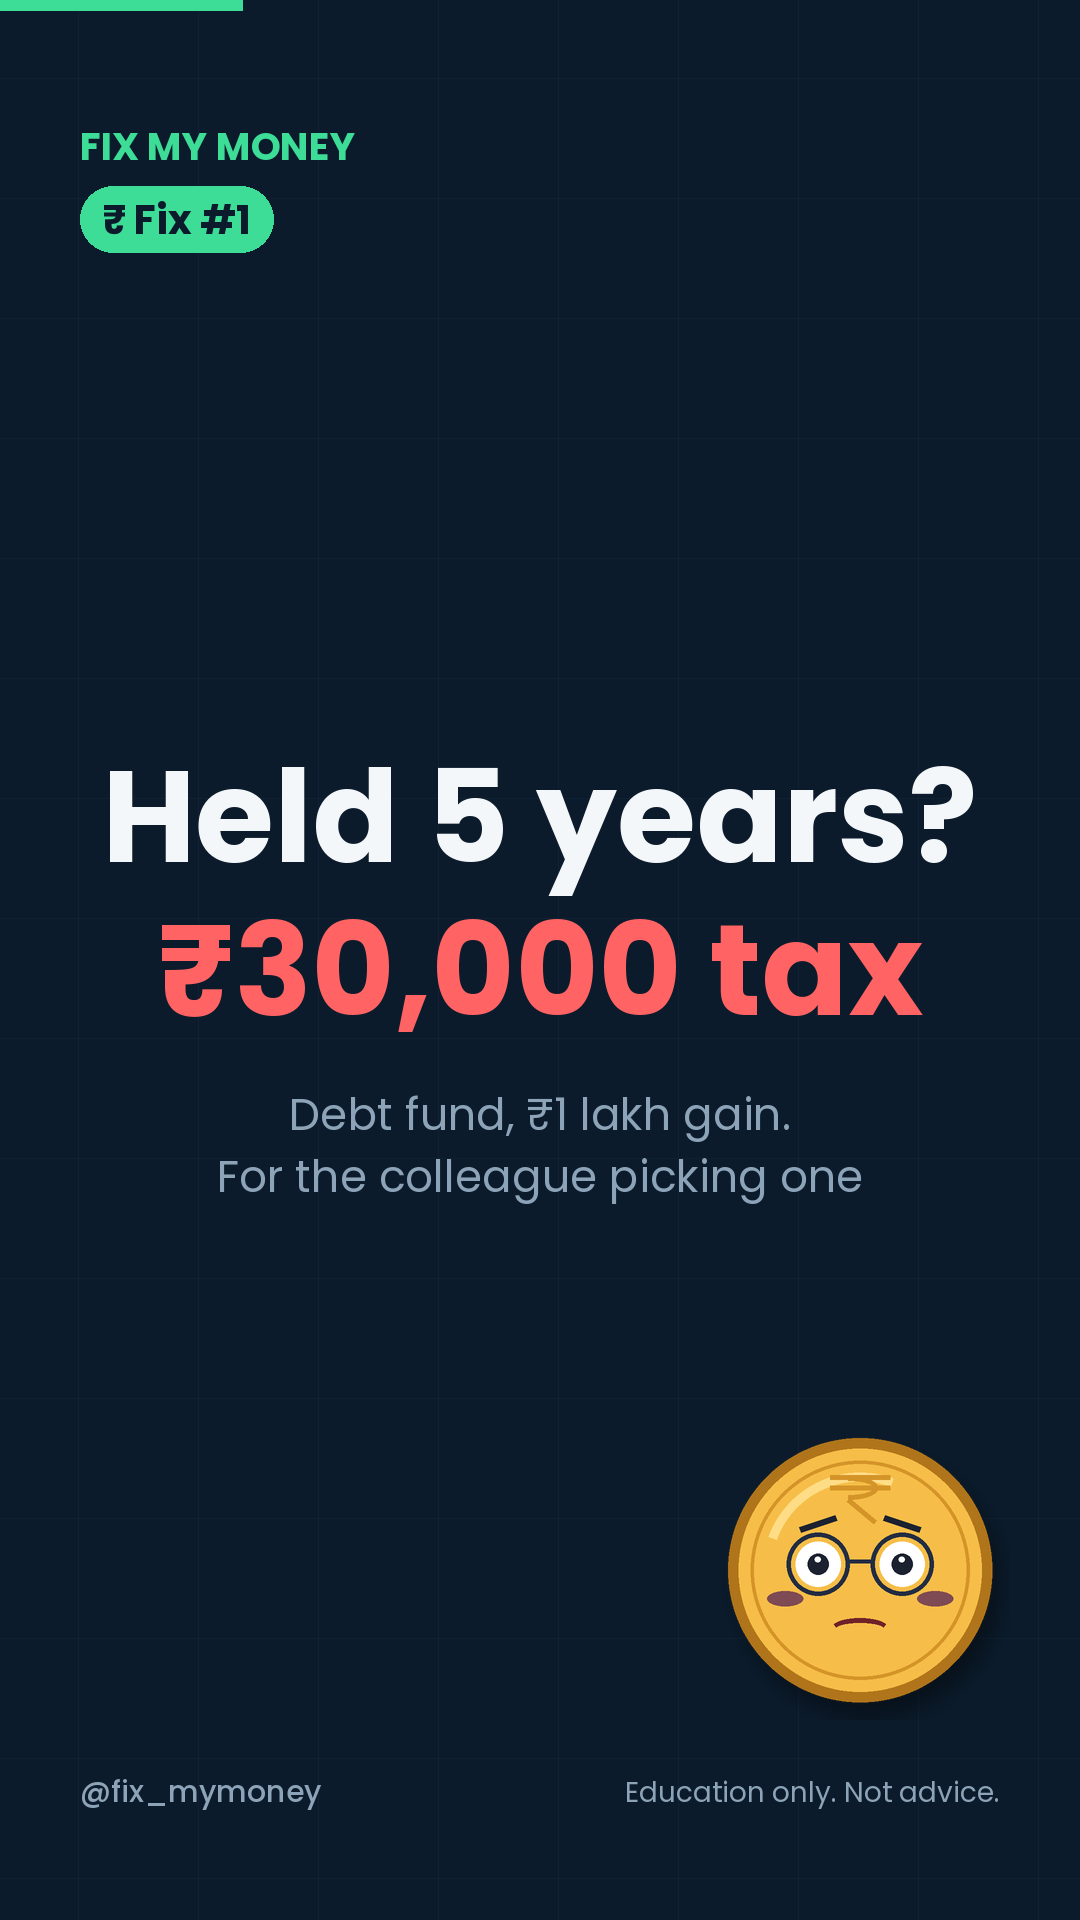 FIX MY MONEY
₹ Fix #1
Held 5 years?
₹30,000 tax
Debt fund, ₹1 lakh gain.
For the colleague picking one
₹
@fix_mymoney
Education only. Not advice.